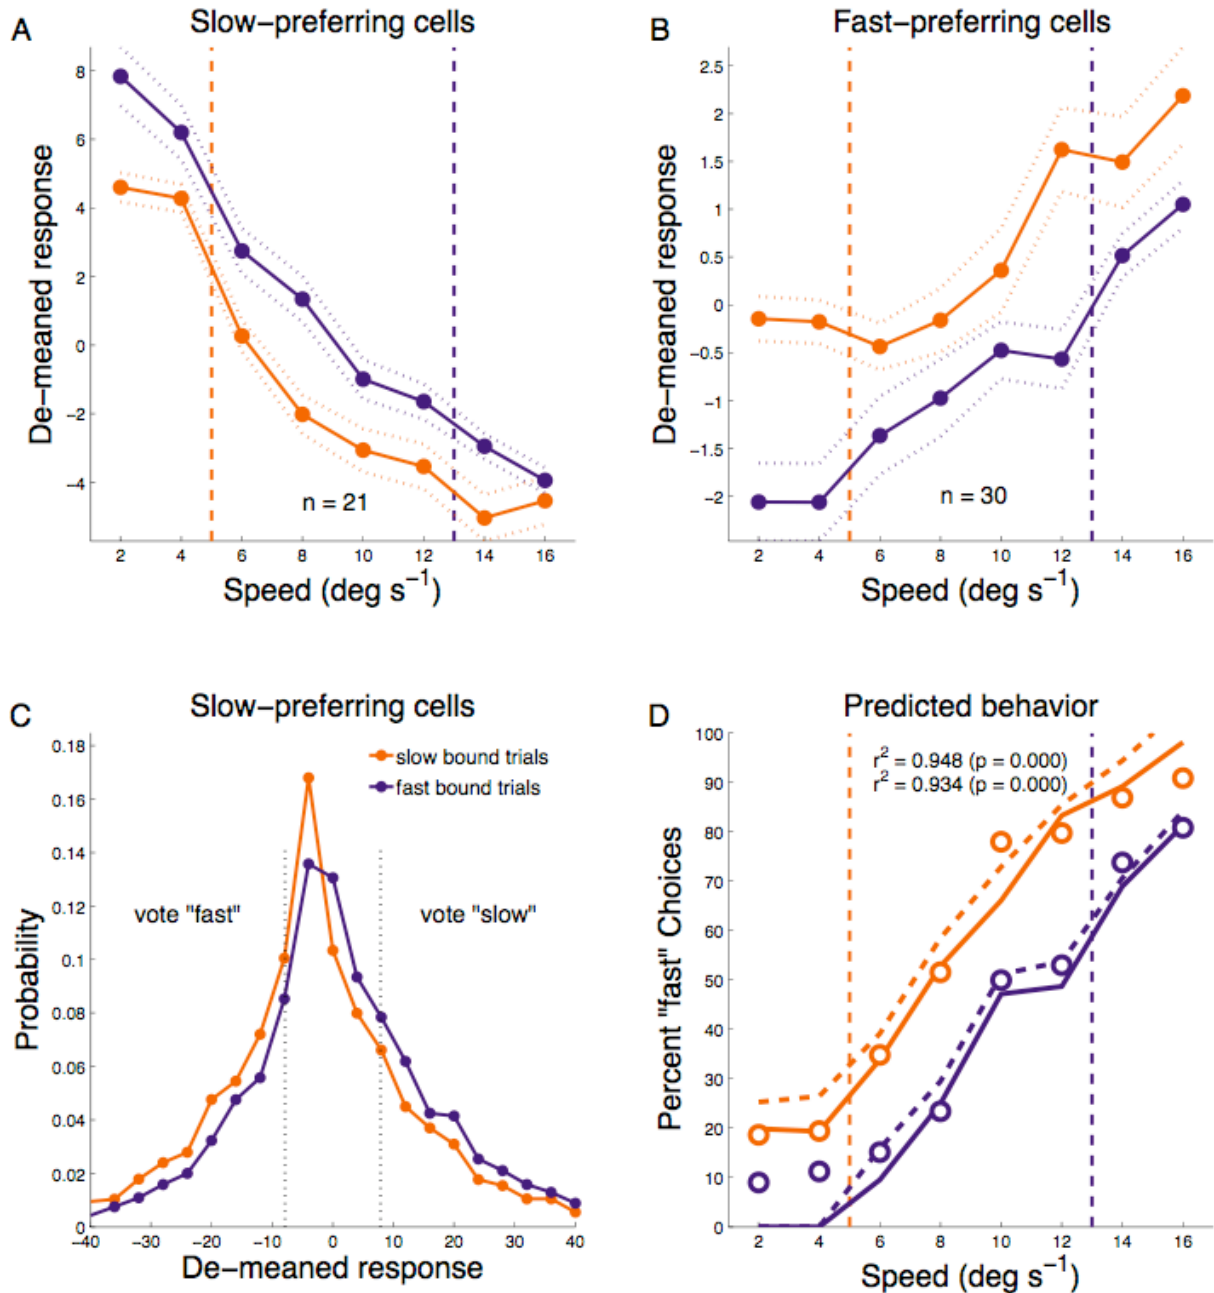 A
Slow–preferring cells
8
6
4
2
0
−2
−4
De–meaned response
n = 21
2 4 6 8 10 12 14 16
Speed (deg s⁻¹)
B
Fast–preferring cells
2.5
2
1.5
1
0.5
0
−0.5
−1
−1.5
−2
De–meaned response
n = 30
2 4 6 8 10 12 14 16
Speed (deg s⁻¹)
C
Slow–preferring cells
0.18
0.16
0.14
0.12
0.1
0.08
0.06
0.04
0.02
0
Probability
slow bound trials
fast bound trials
vote "fast"
vote "slow"
−40 −30 −20 −10 0 10 20 30 40
De–meaned response
D
Predicted behavior
100
90
80
70
60
50
40
30
20
10
0
Percent "fast" Choices
r² = 0.948 (p = 0.000)
r² = 0.934 (p = 0.000)
2 4 6 8 10 12 14 16
Speed (deg s⁻¹)